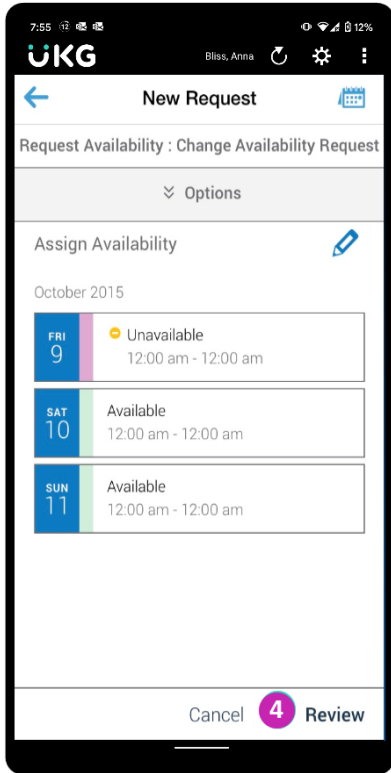 7:55 12 12%
UKG Bliss, Anna
New Request
Request Availability : Change Availability Request
Options
Assign Availability
October 2015
FRI
9
Unavailable
12:00 am - 12:00 am
SAT
10
Available
12:00 am - 12:00 am
SUN
11
Available
12:00 am - 12:00 am
Cancel 4 Review